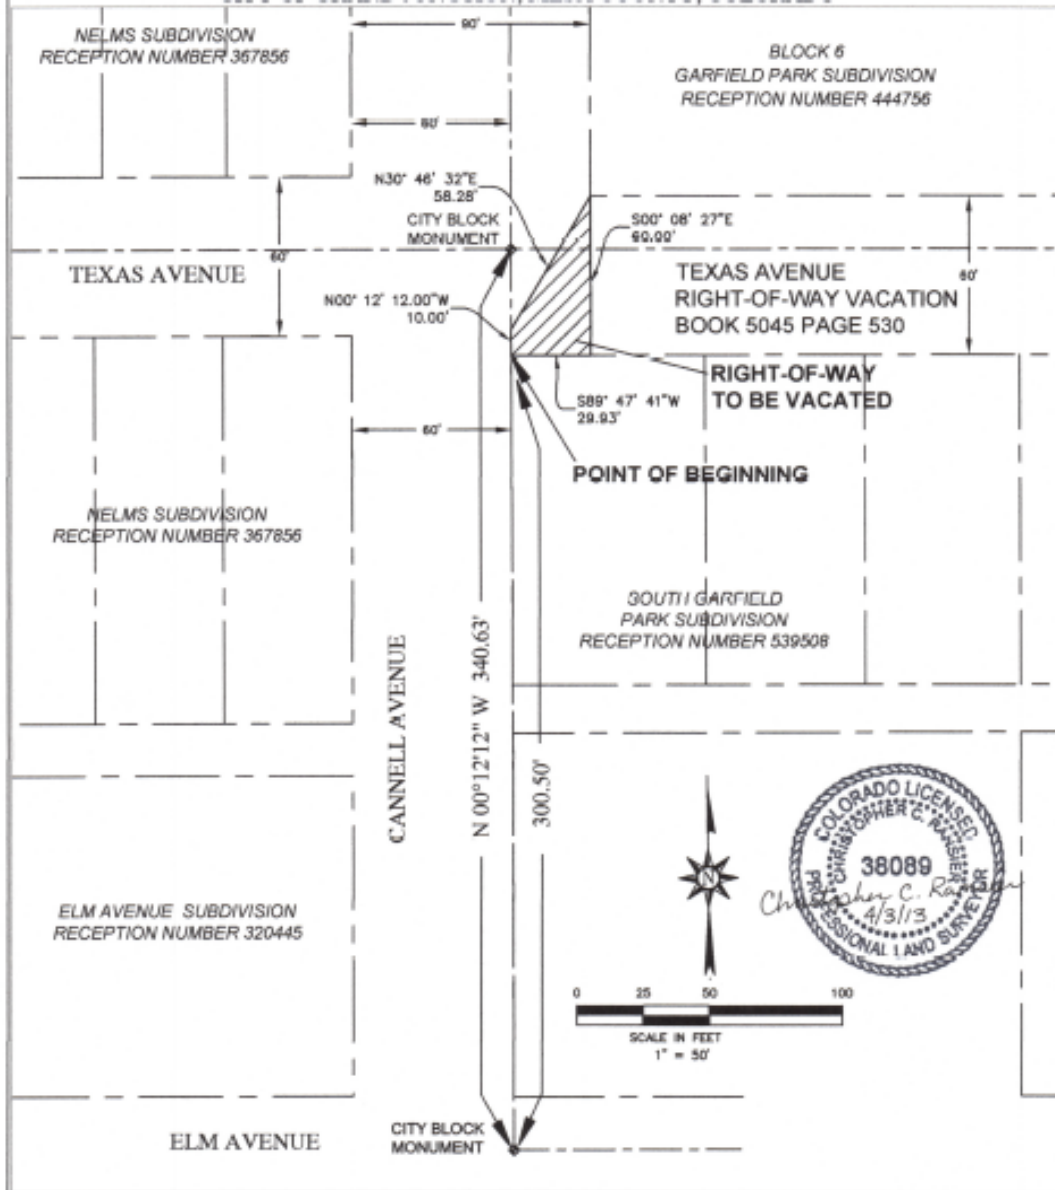 90'
NELMS SUBDIVISION
RECEPTION NUMBER 367856
BLOCK 6
GARFIELD PARK SUBDIVISION
RECEPTION NUMBER 444756
60'
N30° 46' 32"E
58.28'
CITY BLOCK
MONUMENT
S00° 08' 27"E
60.00'
60'
TEXAS AVENUE
TEXAS AVENUE
RIGHT-OF-WAY VACATION
BOOK 5045 PAGE 530
60'
N00° 12' 12.00"W
10.00'
RIGHT-OF-WAY
TO BE VACATED
S89° 47' 41"W
29.93'
60'
POINT OF BEGINNING
NELMS SUBDIVISION
RECEPTION NUMBER 367856
SOUTH GARFIELD
PARK SUBDIVISION
RECEPTION NUMBER 539508
CANNELL AVENUE
N 00°12'12" W 340.63'
300.50'
COLORADO LICENSED
CHRISTOPHER C. RANSIER
38089
Christopher C. Ransier
4/3/13
PROFESSIONAL LAND SURVEYOR
N
ELM AVENUE SUBDIVISION
RECEPTION NUMBER 320445
0 25 50 100
SCALE IN FEET
1" = 50'
ELM AVENUE
CITY BLOCK
MONUMENT